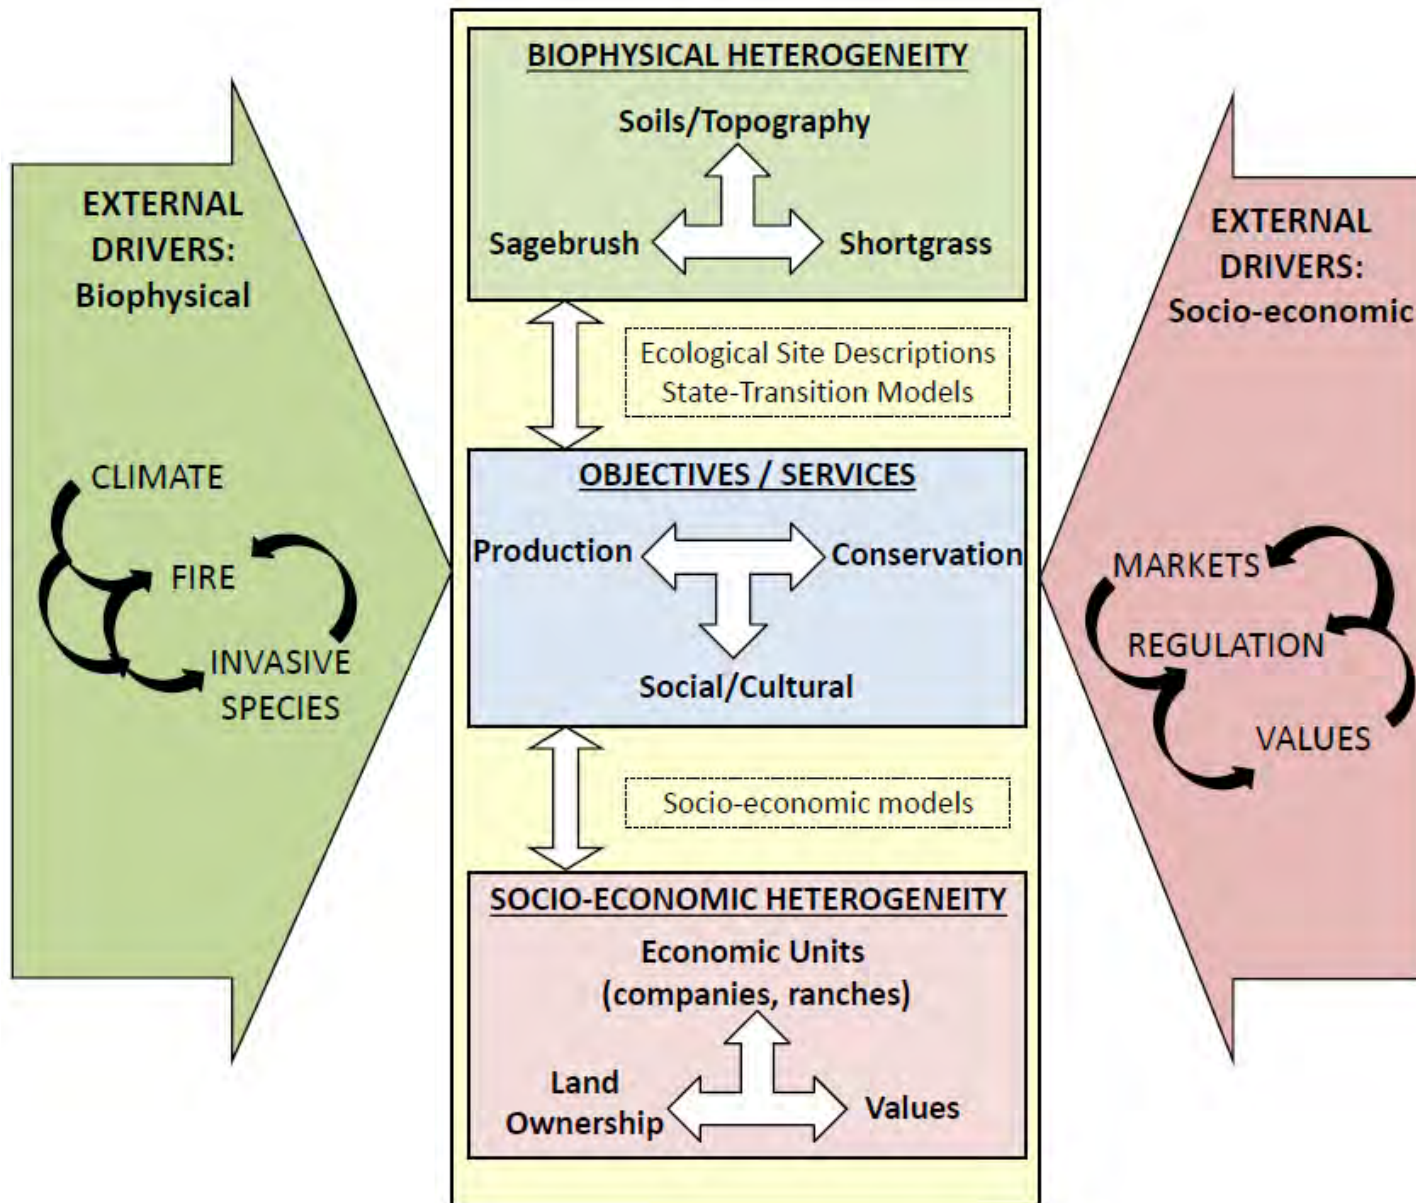 EXTERNAL
DRIVERS:
Biophysical
CLIMATE
FIRE
INVASIVE
SPECIES
BIOPHYSICAL HETEROGENEITY
Soils/Topography
Sagebrush
Shortgrass
Ecological Site Descriptions
State-Transition Models
OBJECTIVES / SERVICES
Production
Conservation
Social/Cultural
Socio-economic models
SOCIO-ECONOMIC HETEROGENEITY
Economic Units
(companies, ranches)
Land
Ownership
Values
EXTERNAL
DRIVERS:
Socio-economic
MARKETS
REGULATION
VALUES